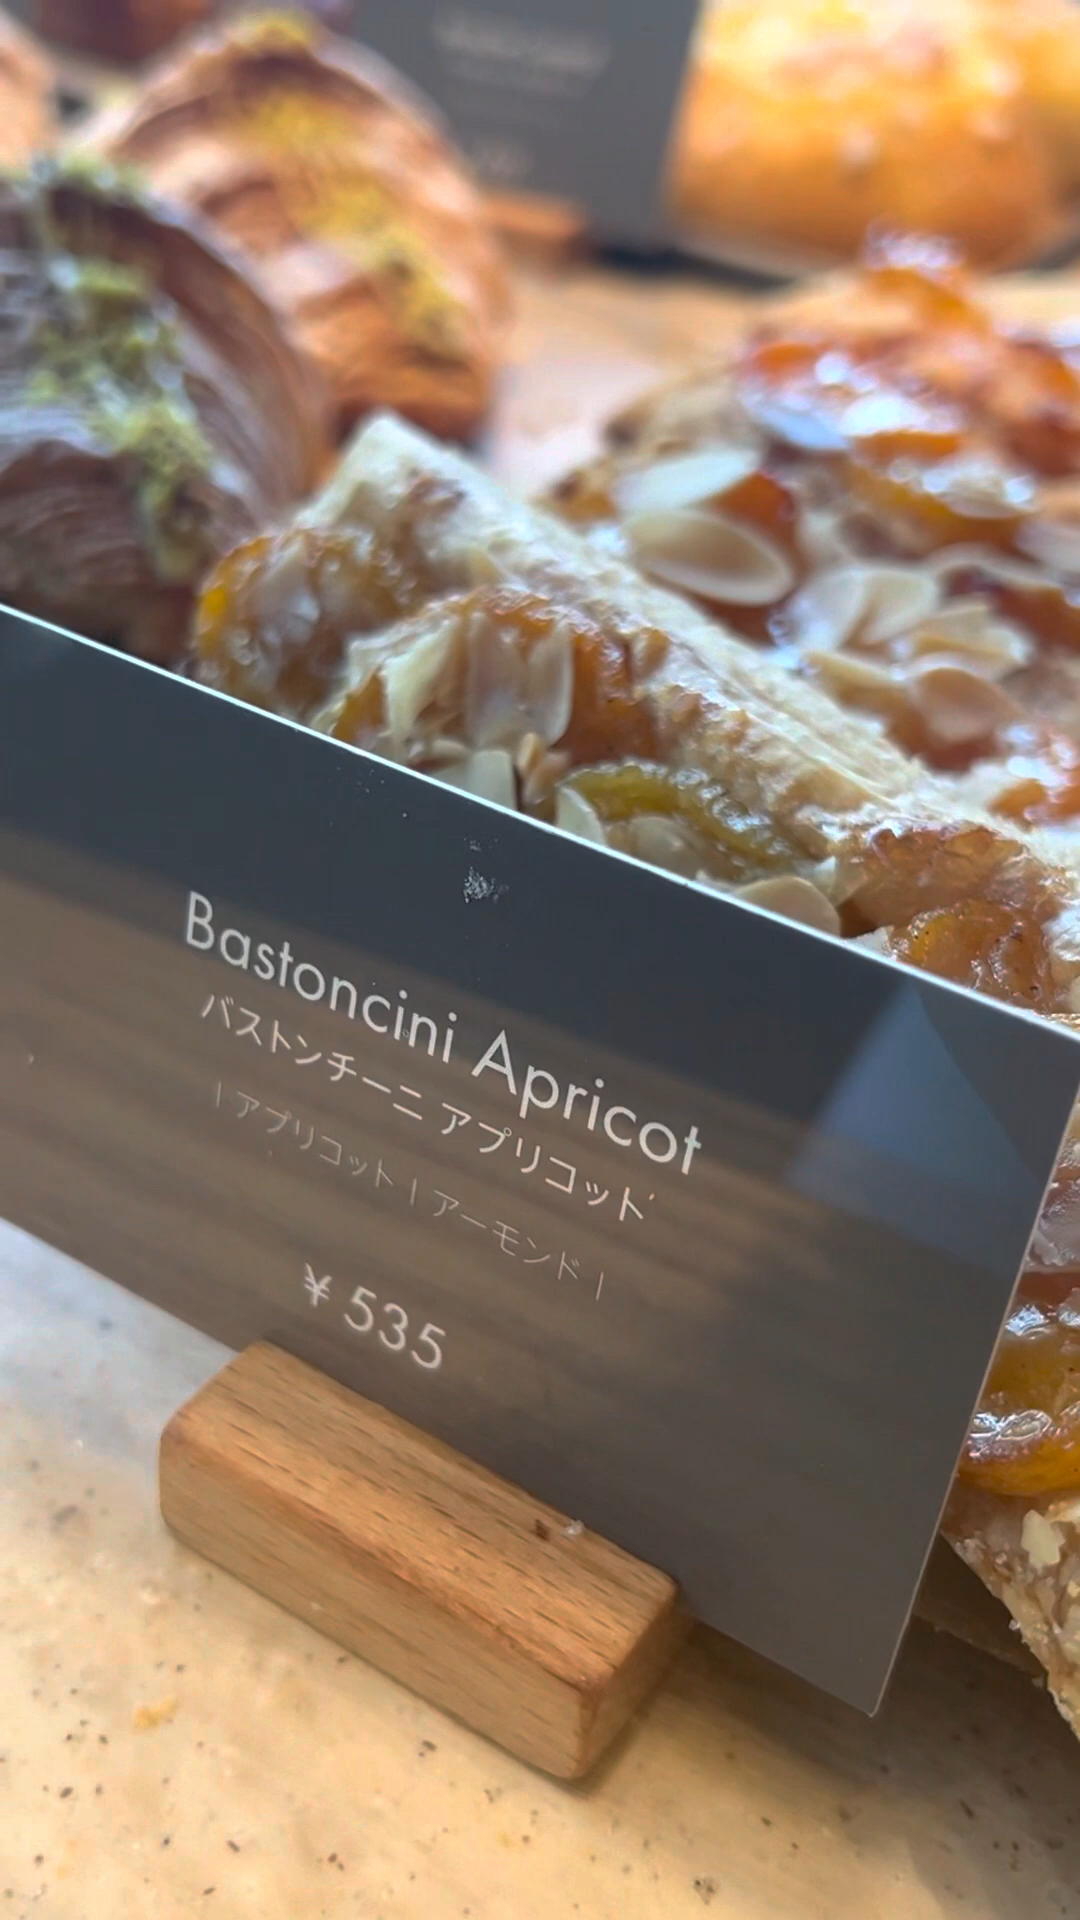 Bastoncini Apricot
バストンチーニ アプリコット
| アプリコット | アーモンド |
¥ 535